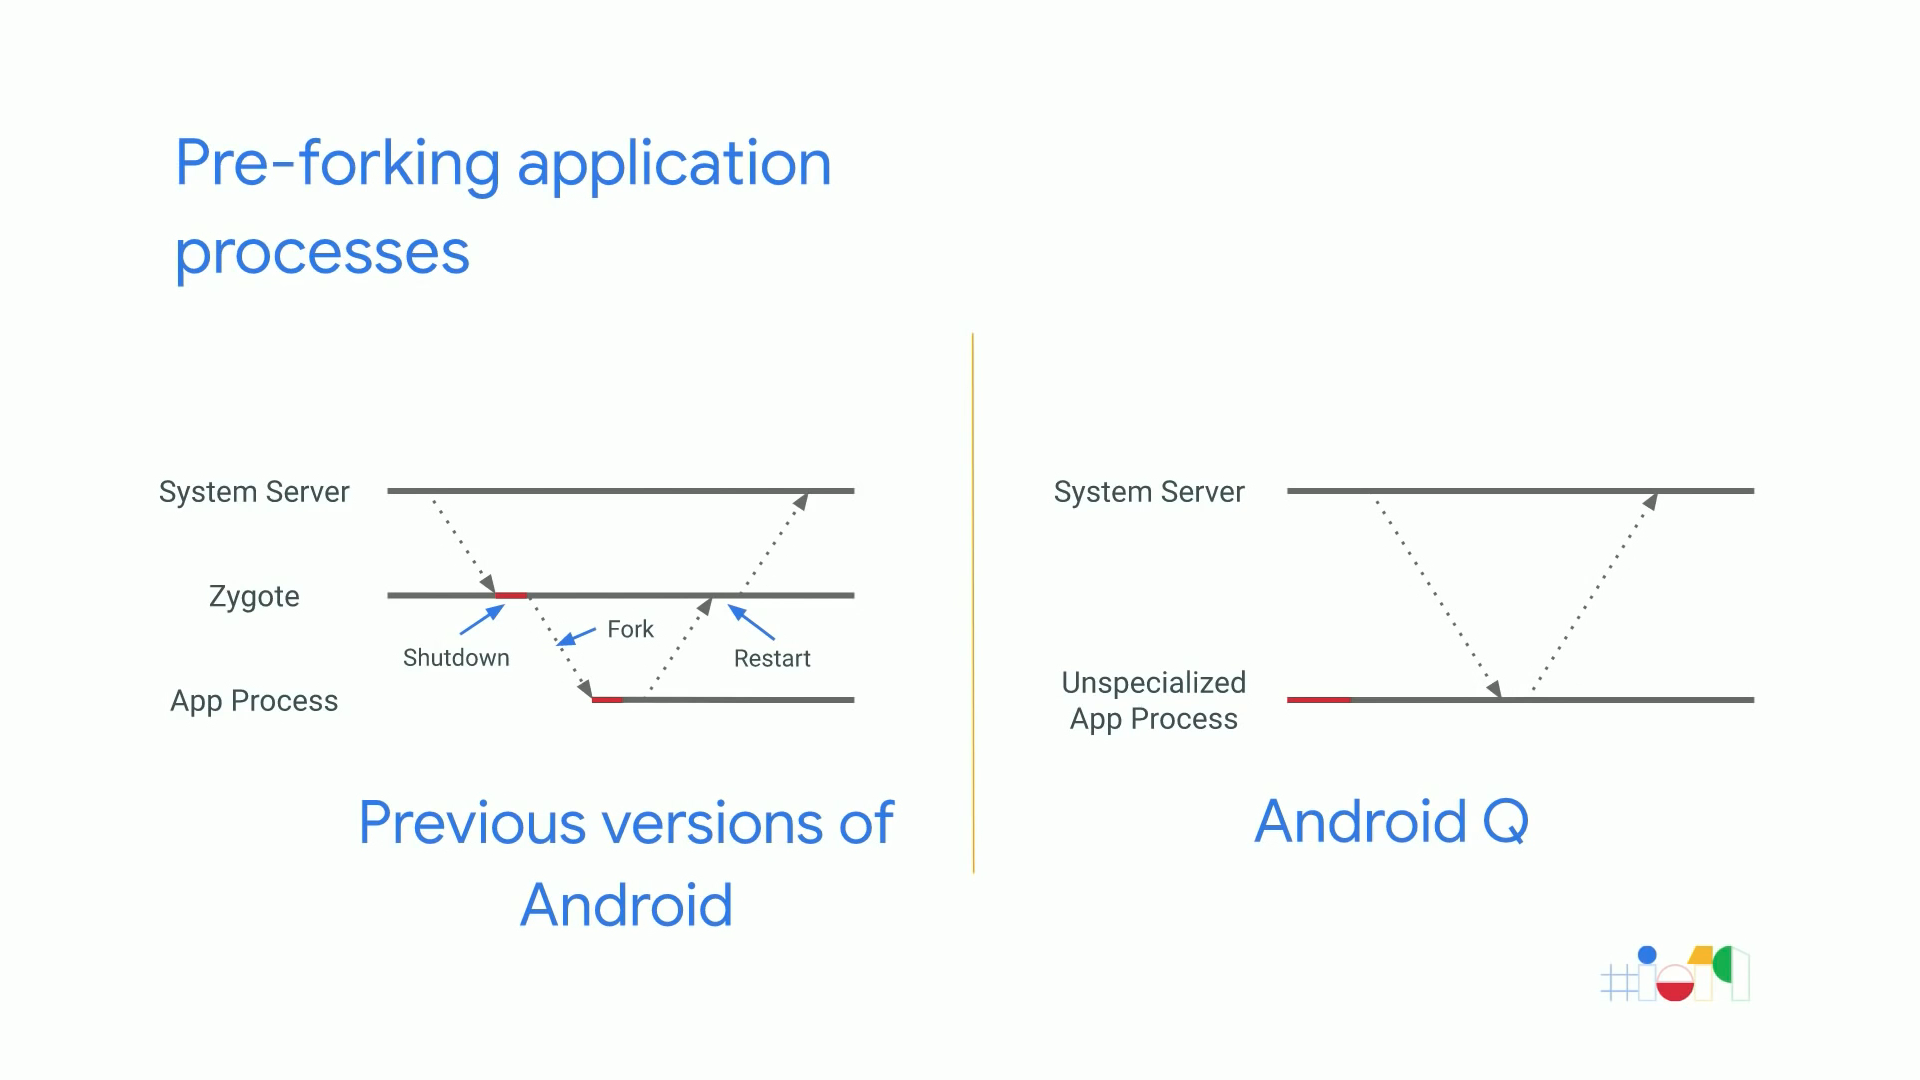 Pre-forking application
processes
System Server
Zygote
Shutdown
Fork
Restart
App Process
Previous versions of
Android
System Server
Unspecialized
App Process
Android Q
#io19